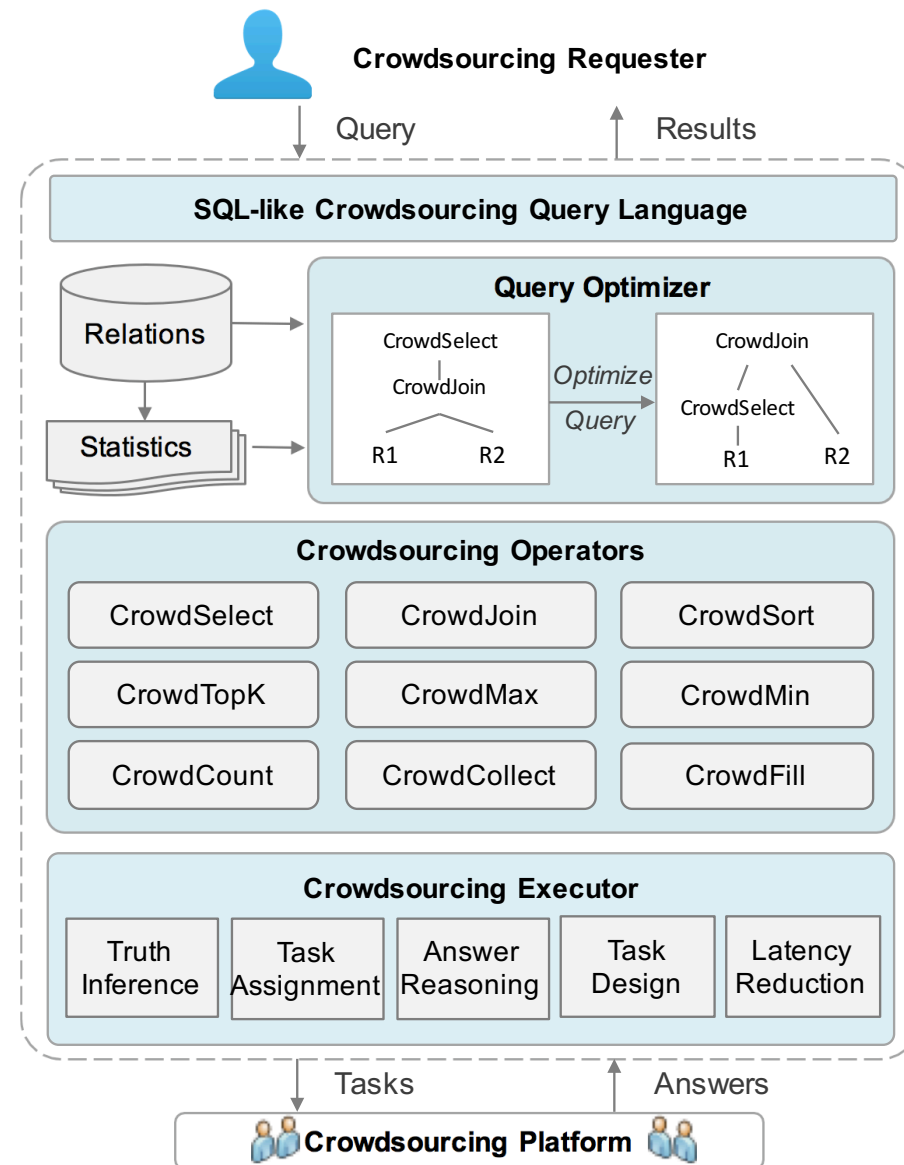 Crowdsourcing Requester
Query
Results
SQL-like Crowdsourcing Query Language
Relations
Statistics
Query Optimizer
CrowdSelect
CrowdJoin
R1
R2
Optimize
Query
CrowdJoin
CrowdSelect
R1
R2
Crowdsourcing Operators
CrowdSelect
CrowdJoin
CrowdSort
CrowdTopK
CrowdMax
CrowdMin
CrowdCount
CrowdCollect
CrowdFill
Crowdsourcing Executor
Truth
Inference
Task
Assignment
Answer
Reasoning
Task
Design
Latency
Reduction
Tasks
Answers
Crowdsourcing Platform